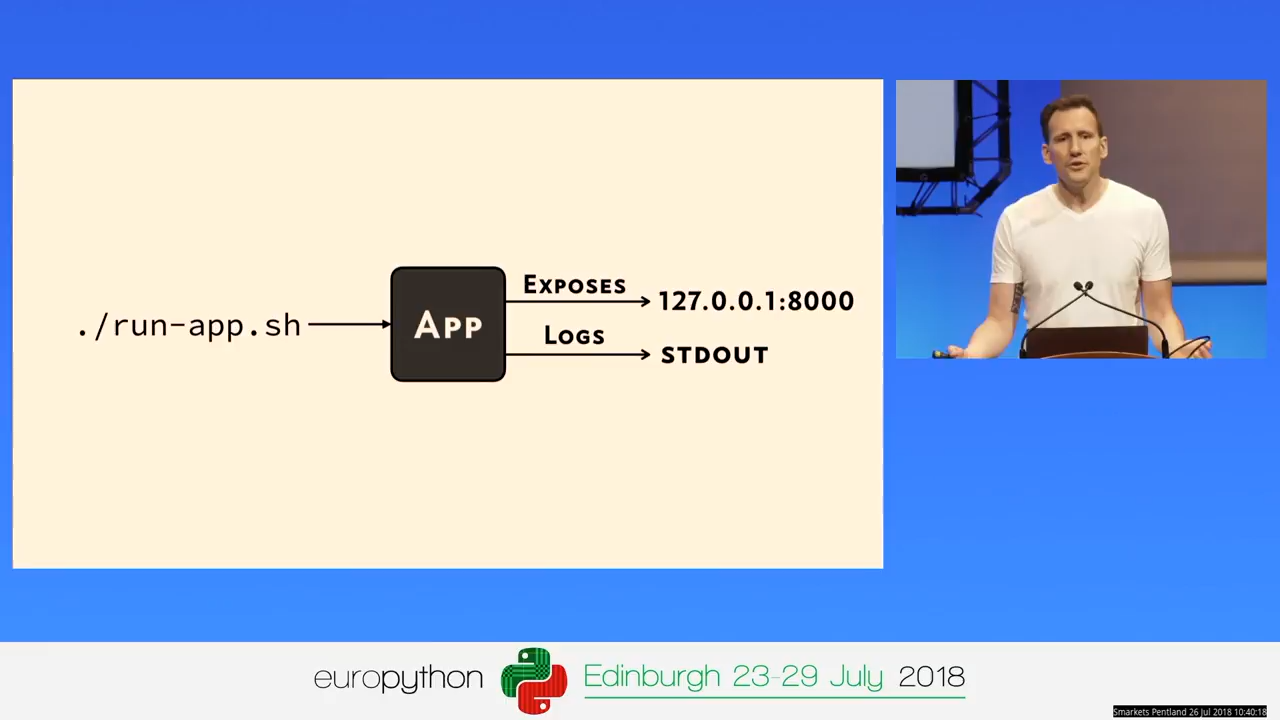 ./run-app.sh
App
Exposes
127.0.0.1:8000
Logs
STDOUT
europython
Edinburgh 23-29 July 2018
Smarkets Pentland 26 Jul 2018 10:40:18